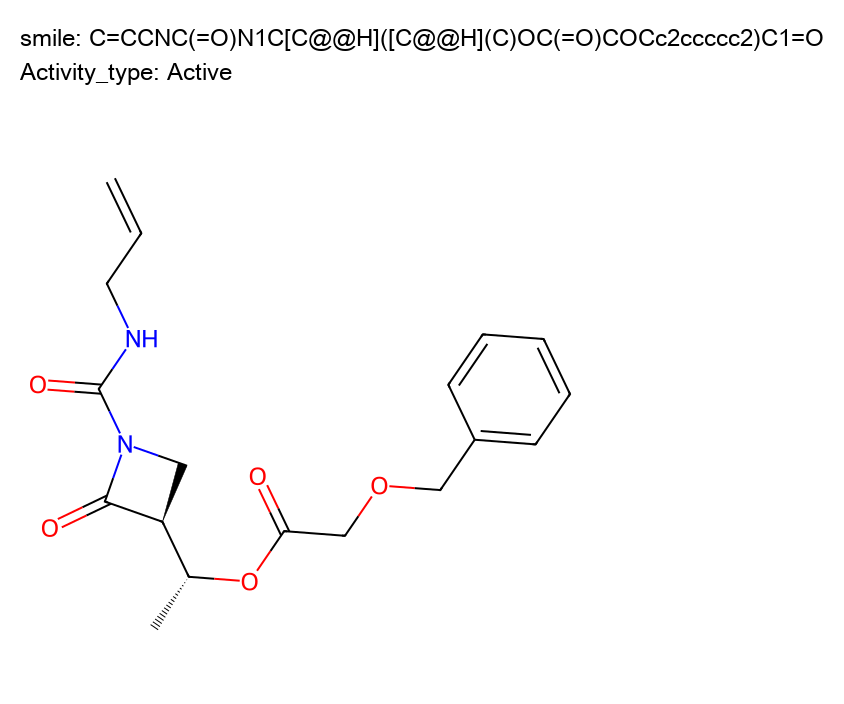 smile: C=CCNC(=O)N1C[C@@H]([C@@H](C)OC(=O)COCc2ccccc2)C1=O
Activity_type: Active
NH
O
N
O
O
O
O